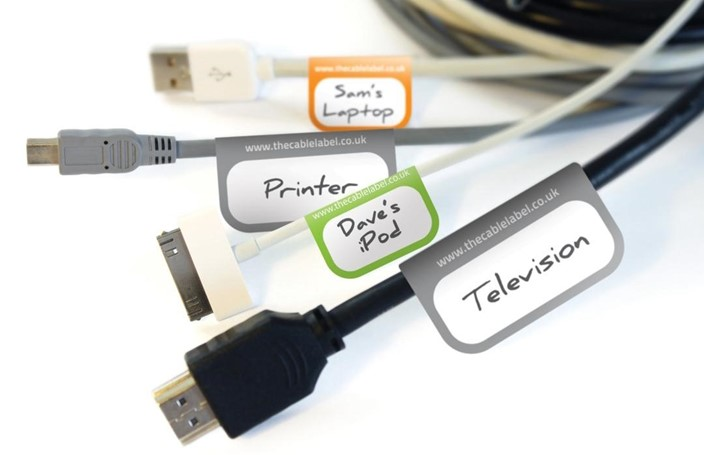 www.thecablelabel.co.uk
Sam's
Laptop
www.thecablelabel.co.uk
Printer
www.thecablelabel.co.uk
Dave's
iPod
www.thecablelabel.co.uk
Television